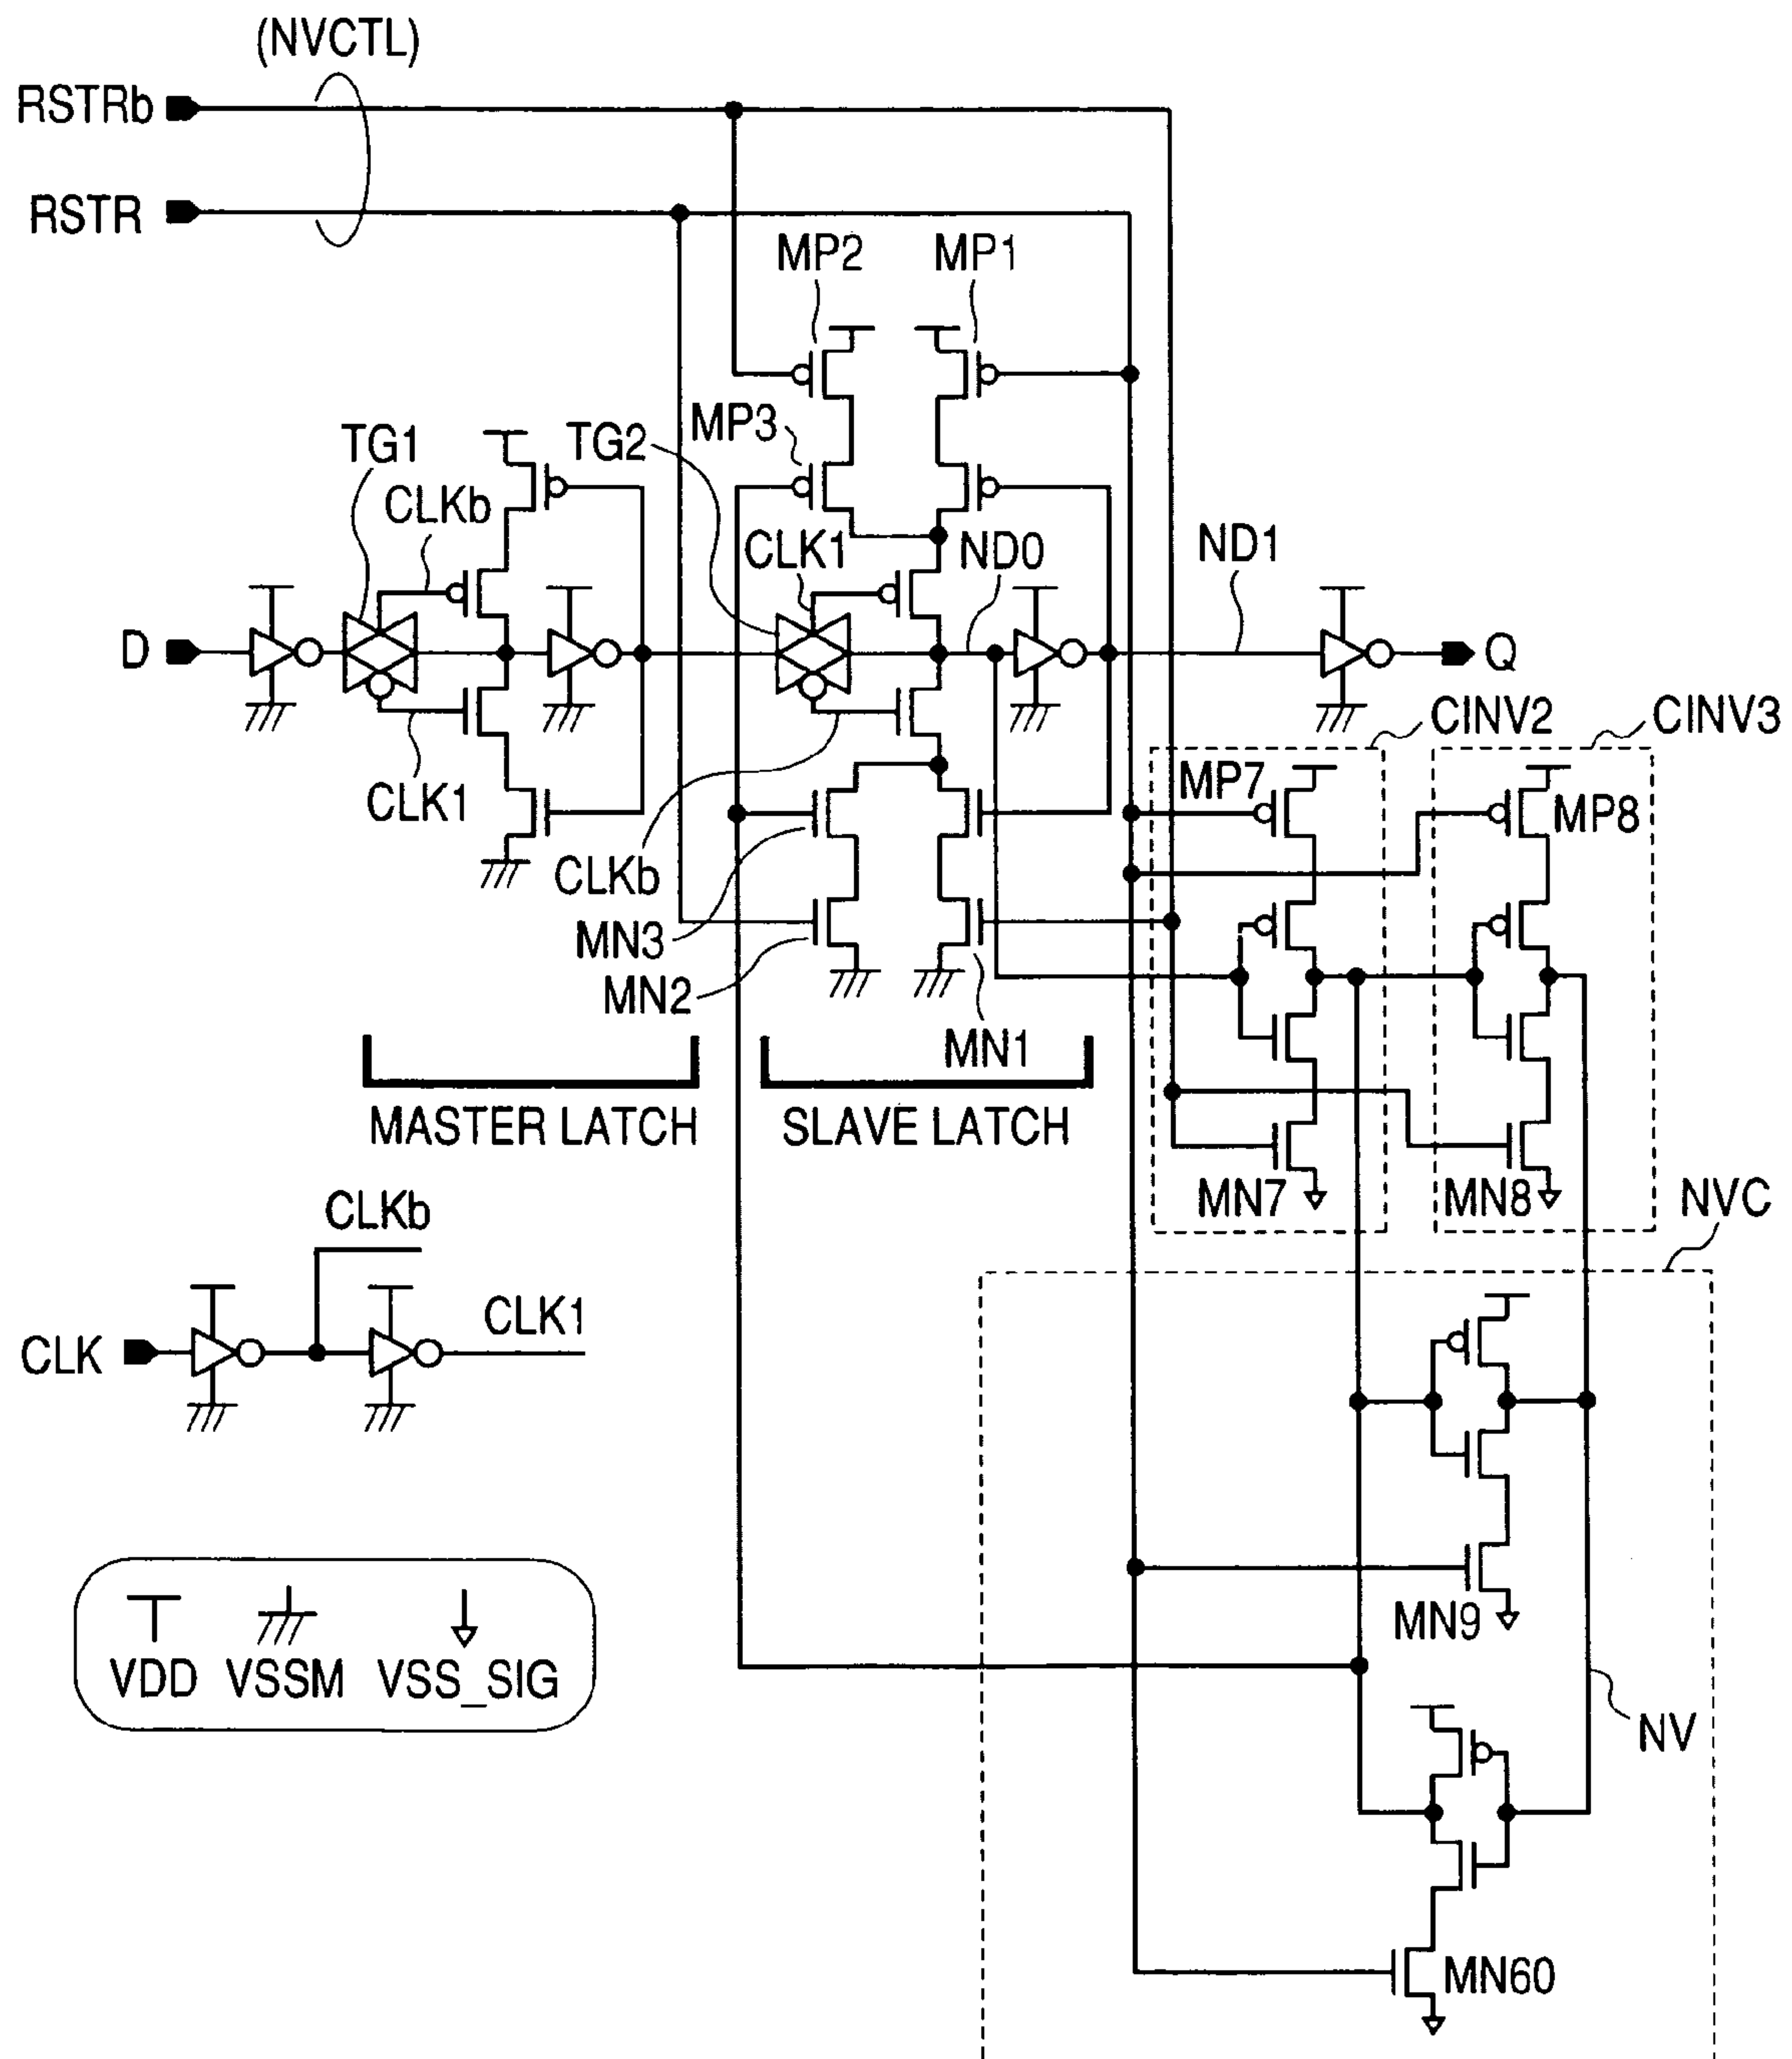 (NVCTL)
RSTRb
RSTR
MP2
MP1
MP3
TG1
TG2
CLKb
CLK1
ND0
ND1
D
Q
CINV2
CINV3
MP7
MP8
CLK1
CLKb
MN3
MN2
MN1
MASTER LATCH
SLAVE LATCH
MN7
MN8
NVC
CLKb
CLK
CLK1
MN9
VDD
VSSM
VSS_SIG
NV
MN60